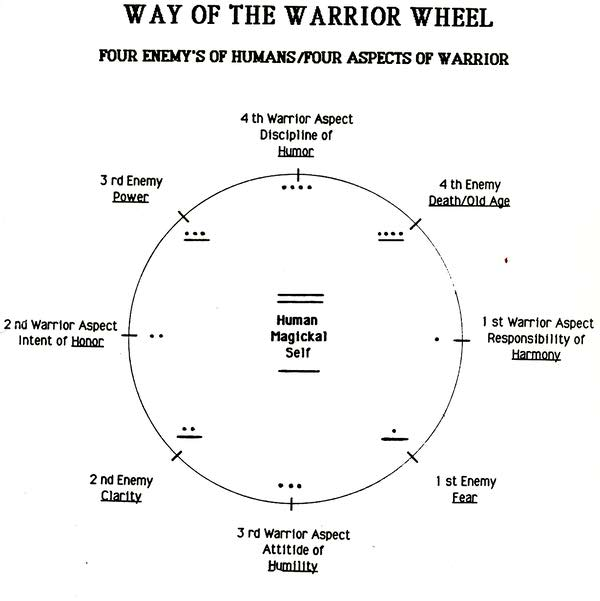 WAY OF THE WARRIOR WHEEL
FOUR ENEMY'S OF HUMANS/FOUR ASPECTS OF WARRIOR
4 th Warrior Aspect
Discipline of
Humor
3 rd Enemy
Power
4 th Enemy
Death/Old Age
2 nd Warrior Aspect
Intent of Honor
Human
Magickal
Self
1 st Warrior Aspect
Responsibility of
Harmony
2 nd Enemy
Clarity
1 st Enemy
Fear
3 rd Warrior Aspect
Attitide of
Humility